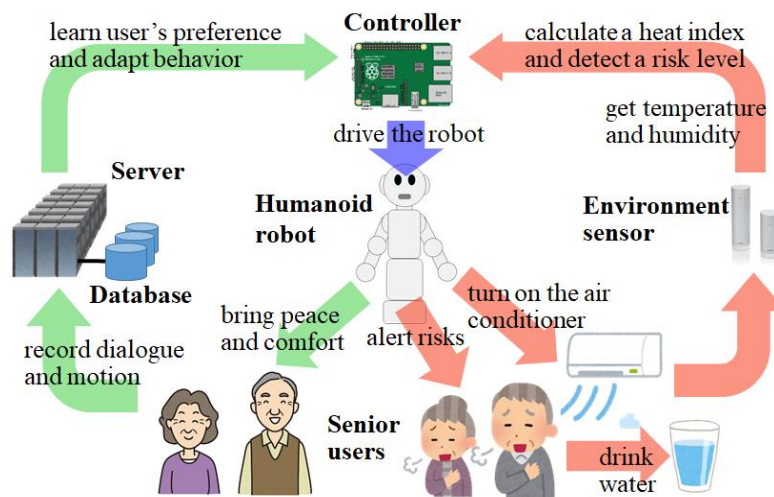 Controller
learn user's preference
and adapt behavior
calculate a heat index
and detect a risk level
drive the robot
get temperature
and humidity
Server
Humanoid
robot
Environment
sensor
Database
bring peace
and comfort
alert risks
turn on the air
conditioner
record dialogue
and motion
Senior
users
drink
water